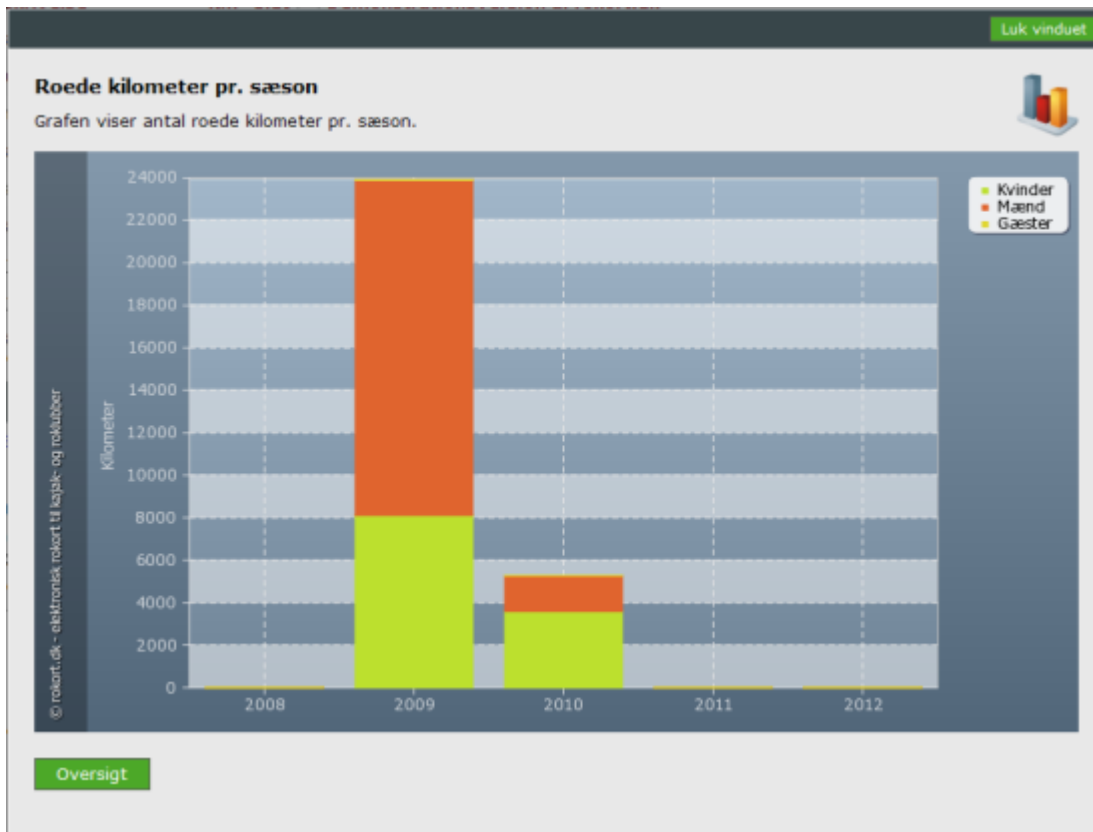 Luk vinduet
Roede kilometer pr. sæson
Grafen viser antal roede kilometer pr. sæson.
24000
22000
20000
18000
16000
14000
12000
10000
8000
6000
4000
2000
0
Kilometer
© rokort.dk - elektronisk rokort til kajak- og roklubber
2008 2009 2010 2011 2012
Kvinder
Mænd
Gæster
Oversigt